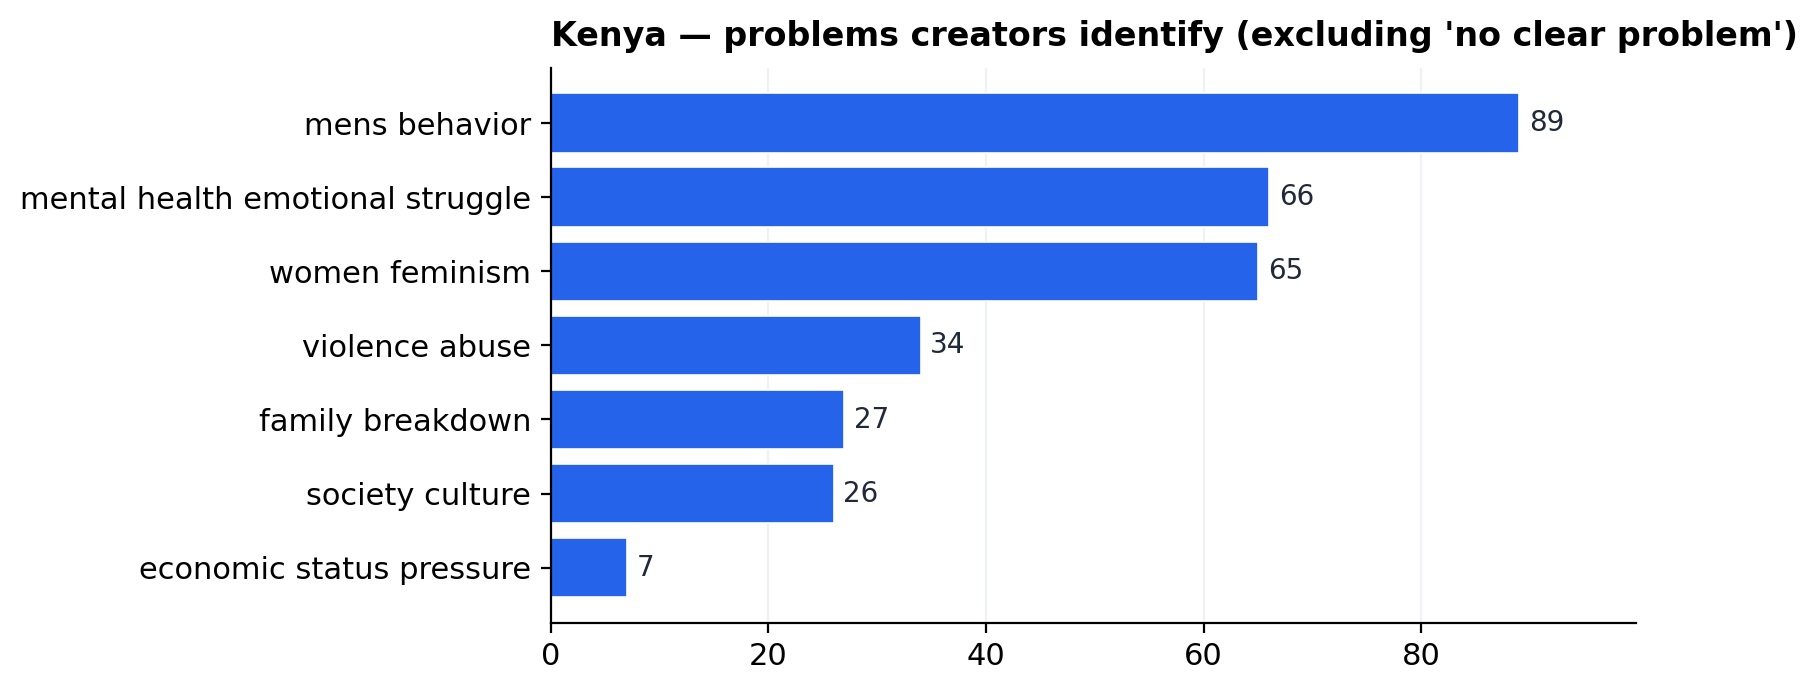 Kenya — problems creators identify (excluding 'no clear problem')
mens behavior 89
mental health emotional struggle 66
women feminism 65
violence abuse 34
family breakdown 27
society culture 26
economic status pressure 7
0 20 40 60 80